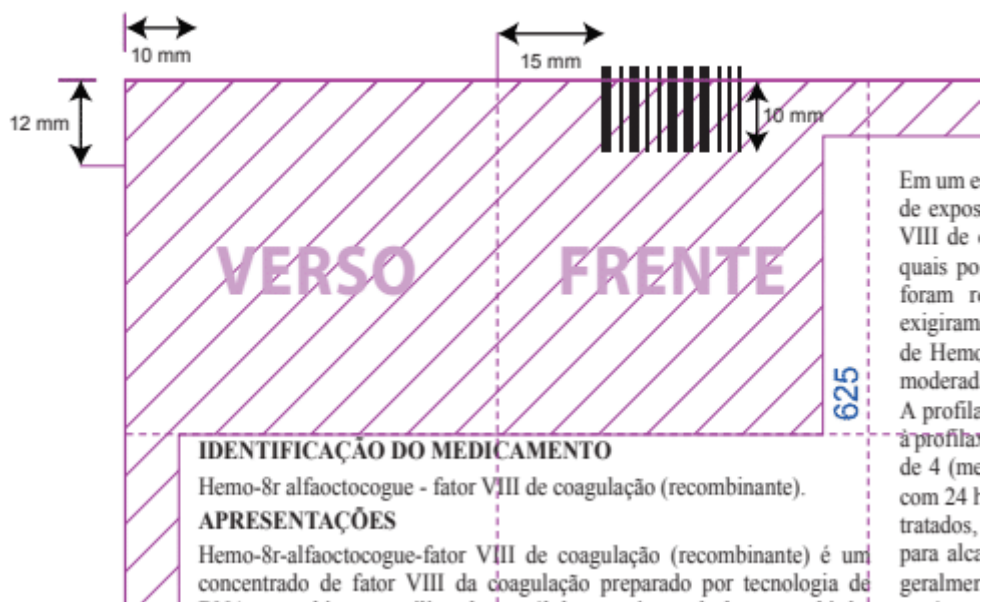 10 mm
15 mm
12 mm
10 mm
VERSO
FRENTE
625
IDENTIFICAÇÃO DO MEDICAMENTO
Hemo-8r alfaoctocogue - fator VIII de coagulação (recombinante).
APRESENTAÇÕES
Hemo-8r-alfaoctocogue-fator VIII de coagulação (recombinante) é um
concentrado de fator VIII da coagulação preparado por tecnologia de
Em um e
de expos
VIII de
quais po
foram re
exigiram
de Hemo
moderad
A profila
à profilax
de 4 (me
com 24 h
tratados,
para alca
geralmen